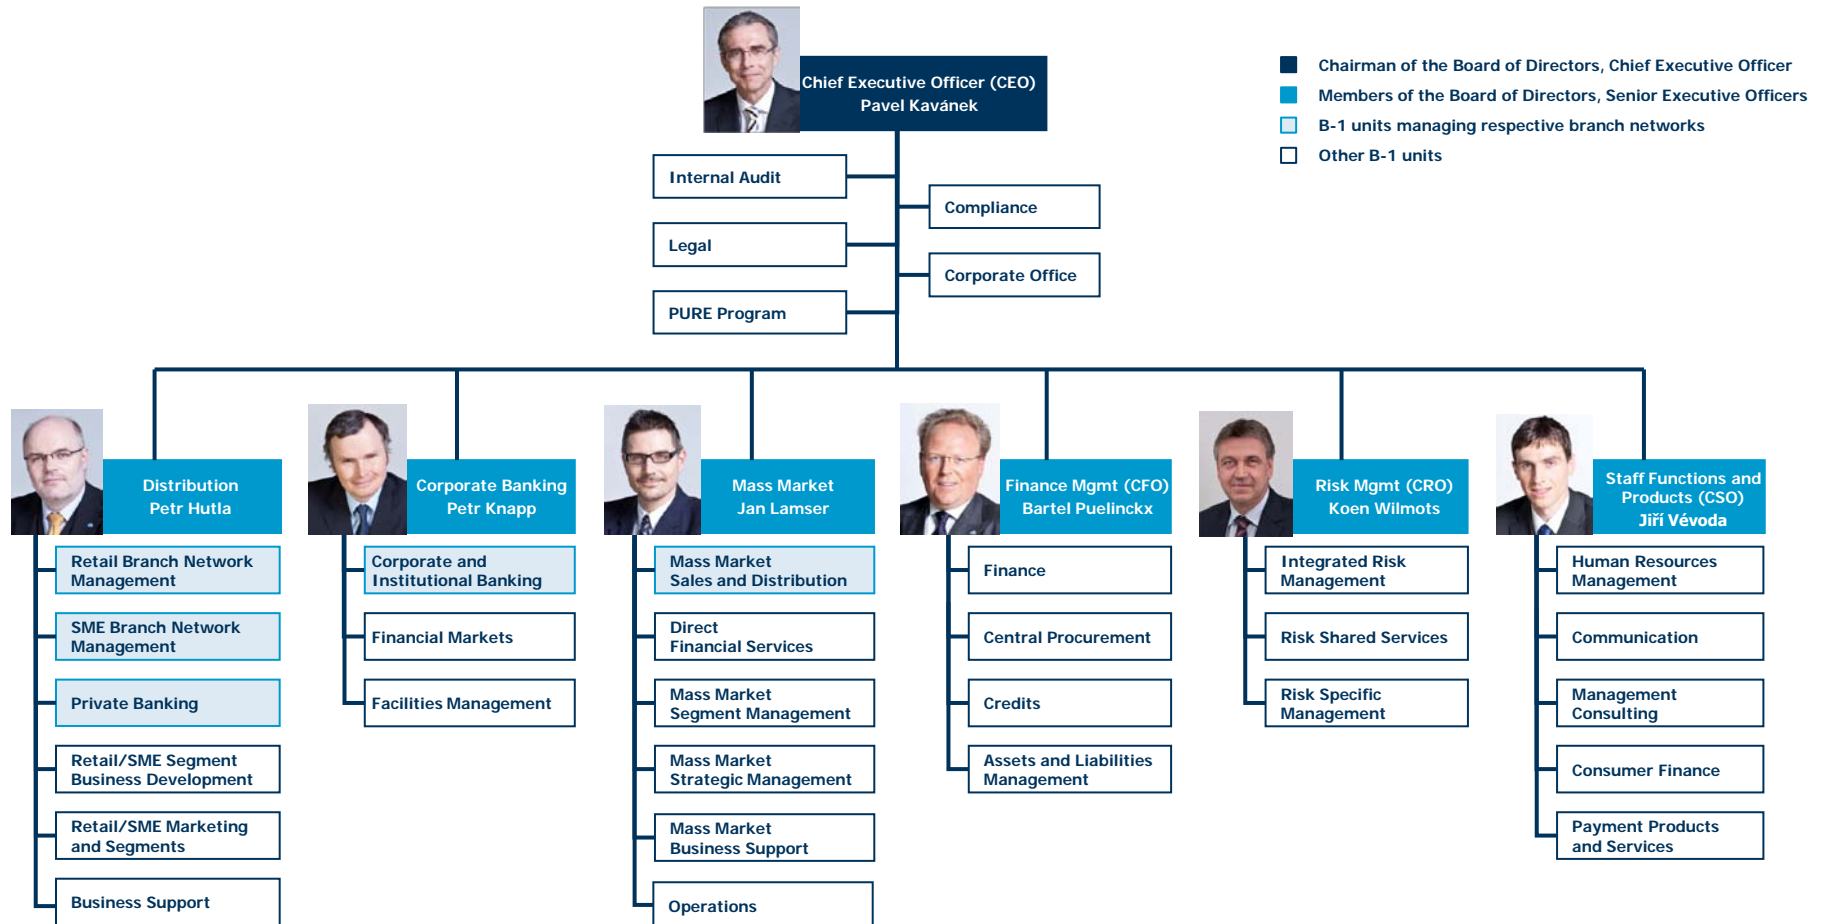 Chief Executive Officer (CEO)
Pavel Kavánek
Chairman of the Board of Directors, Chief Executive Officer
Members of the Board of Directors, Senior Executive Officers
B-1 units managing respective branch networks
Other B-1 units
Internal Audit
Compliance
Legal
Corporate Office
PURE Program
Distribution
Petr Hutla
Retail Branch Network
Management
SME Branch Network
Management
Private Banking
Retail/SME Segment
Business Development
Retail/SME Marketing
and Segments
Business Support
Corporate Banking
Petr Knapp
Corporate and
Institutional Banking
Financial Markets
Facilities Management
Mass Market
Jan Lamser
Mass Market
Sales and Distribution
Direct
Financial Services
Mass Market
Segment Management
Mass Market
Strategic Management
Mass Market
Business Support
Operations
Finance Mgmt (CFO)
Bartel Puelinckx
Finance
Central Procurement
Credits
Assets and Liabilities
Management
Risk Mgmt (CRO)
Koen Wilmots
Integrated Risk
Management
Risk Shared Services
Risk Specific
Management
Staff Functions and
Products (CSO)
Jiří Vévoda
Human Resources
Management
Communication
Management
Consulting
Consumer Finance
Payment Products
and Services